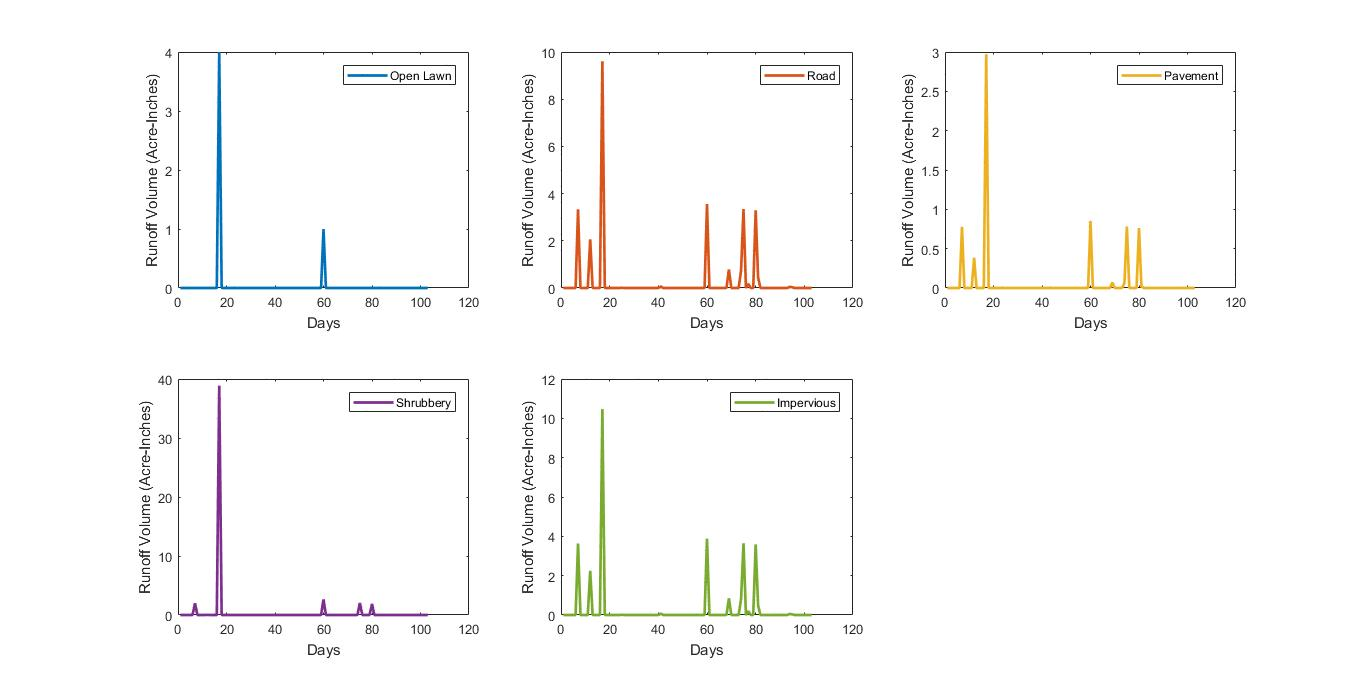 Open Lawn
Runoff Volume (Acre-Inches)
4
3
2
1
0
0 20 40 60 80 100 120
Days
Road
Runoff Volume (Acre-Inches)
10
8
6
4
2
0
0 20 40 60 80 100 120
Days
Pavement
Runoff Volume (Acre-Inches)
3
2.5
2
1.5
1
0.5
0
0 20 40 60 80 100 120
Days
Shrubbery
Runoff Volume (Acre-Inches)
40
30
20
10
0
0 20 40 60 80 100 120
Days
Impervious
Runoff Volume (Acre-Inches)
12
10
8
6
4
2
0
0 20 40 60 80 100 120
Days